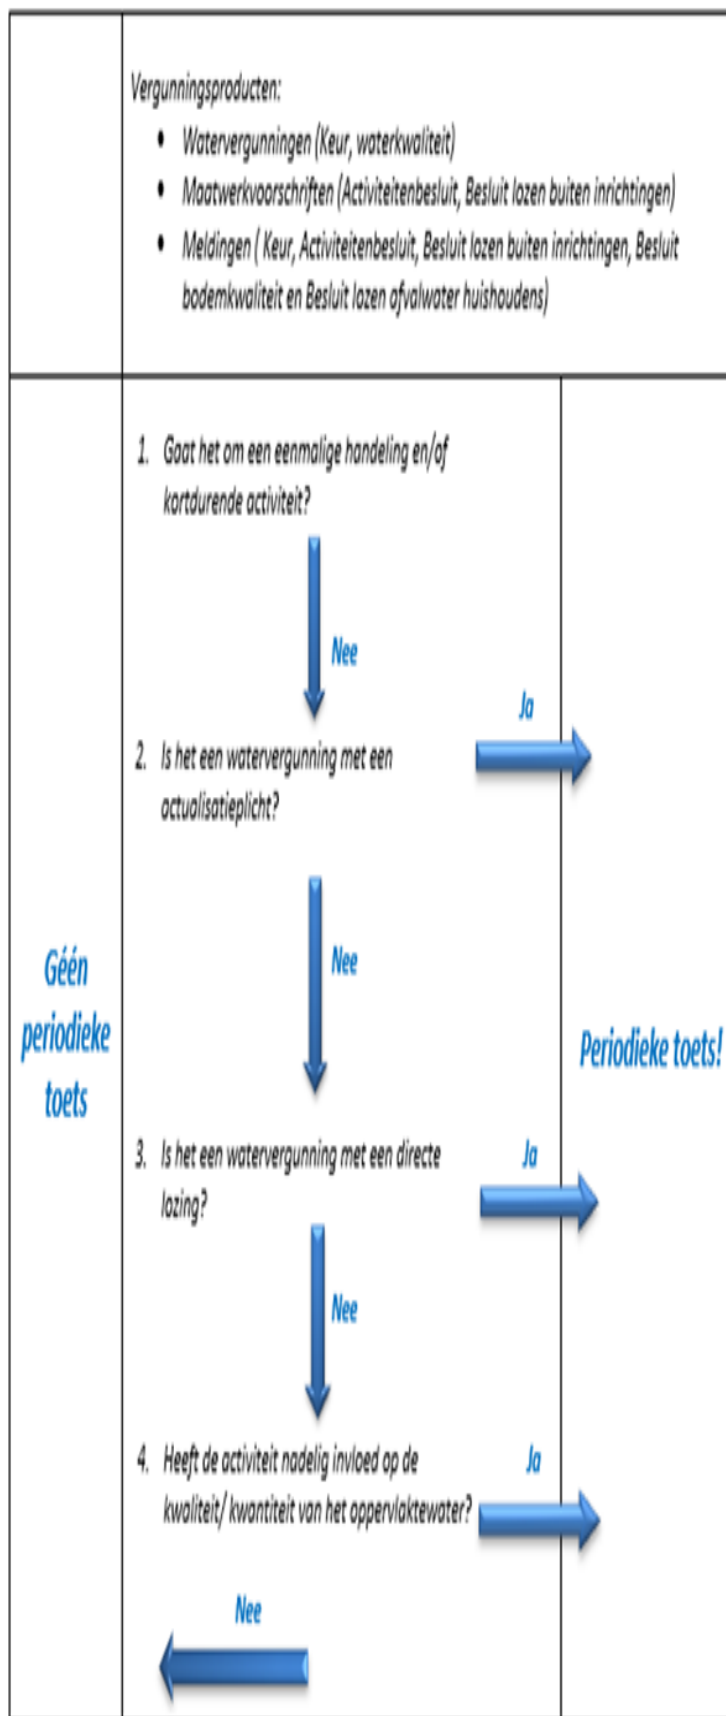 Vergunningsproducten:
• Watervergunningen (Keur, waterkwaliteit)
• Maatwerkvoorschriften (Activiteitenbesluit, Besluit lozen buiten inrichtingen)
• Meldingen ( Keur, Activiteitenbesluit, Besluit lozen buiten inrichtingen, Besluit
bodemkwaliteit en Besluit lozen afvalwater huishoudens)
1. Gaat het om een eenmalige handeling en/of
kortdurende activiteit?
Nee
Ja
2. Is het een watervergunning met een
actualisatieplicht?
Nee
Géén
periodieke
toets
Periodieke toets!
3. Is het een watervergunning met een directe
lozing?
Ja
Nee
4. Heeft de activiteit nadelig invloed op de
kwaliteit/ kwantiteit van het oppervlaktewater?
Ja
Nee